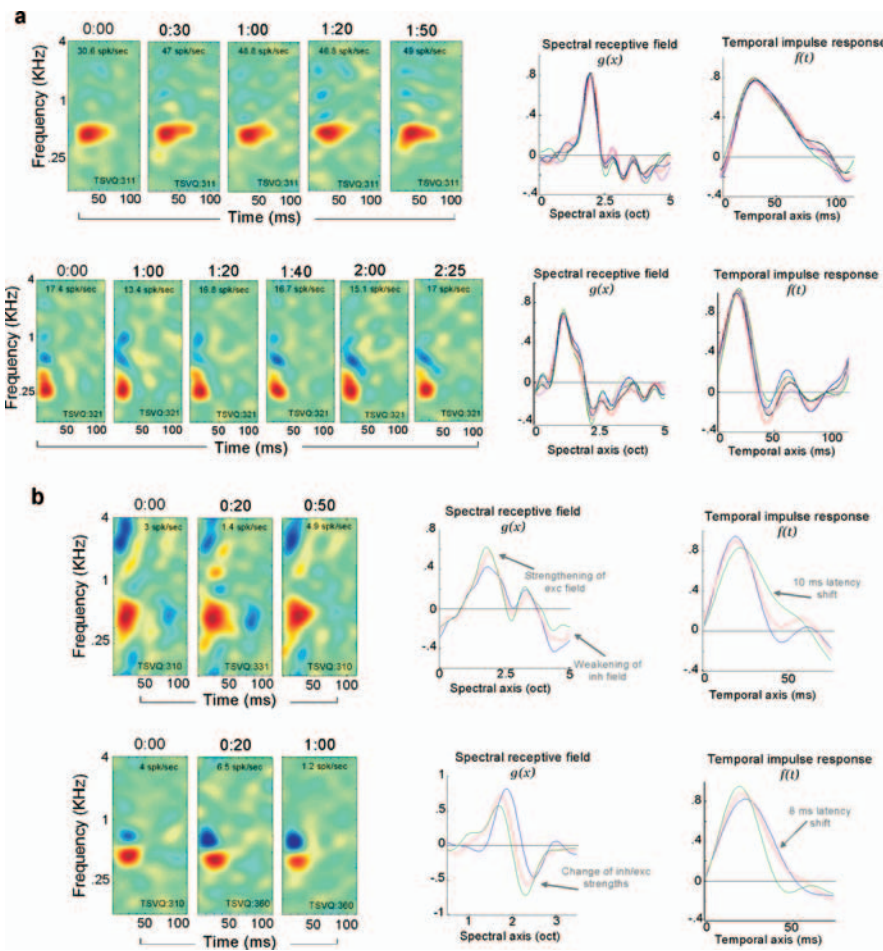 a
0:00 0:30 1:00 1:20 1:50
Spectral receptive field Temporal impulse response
g(x) f(t)
4
30.6 spk/sec 47 spk/sec 48.8 spk/sec 46.5 spk/sec 49 spk/sec
Frequency (KHz)
1
.25
TSVQ:311 TSVQ:311 TSVQ:311 TSVQ:311 TSVQ:311
50 100 50 100 50 100 50 100 50 100
Time (ms)
.8
.4
0
-.4
0 2.5 5
Spectral axis (oct)
.8
.4
0
-.4
0 50 100
Temporal axis (ms)
0:00 1:00 1:20 1:40 2:00 2:25
Spectral receptive field Temporal impulse response
g(x) f(t)
4
17.4 spk/sec 13.4 spk/sec 16.8 spk/sec 16.7 spk/sec 15.1 spk/sec 17 spk/sec
Frequency (KHz)
1
.25
TSVQ:321 TSVQ:321 TSVQ:321 TSVQ:321 TSVQ:321 TSVQ:321
50 100 50 100 50 100 50 100 50 100 50 100
Time (ms)
.8
.4
0
-.4
0 2.5 5
Spectral axis (oct)
.8
.4
0
-.4
0 50 100
Temporal axis (ms)
b
0:00 0:20 0:50
Spectral receptive field Temporal impulse response
g(x) f(t)
4
3 spk/sec 1.4 spk/sec 4.9 spk/sec
Frequency (KHz)
1
.25
TSVQ:310 TSVQ:331 TSVQ:310
50 100 50 100 50 100
Time (ms)
.8
.4
0
-.4
Strengthening of
exc field
Weakening of
inh field
0 2.5 5
Spectral axis (oct)
.8
.4
0
-.4
10 ms latency
shift
0 50
Temporal axis (ms)
0:00 0:20 1:00
Spectral receptive field Temporal impulse response
g(x) f(t)
4
4 spk/sec 6.5 spk/sec 1.2 spk/sec
Frequency (KHz)
1
.25
TSVQ:310 TSVQ:360 TSVQ:360
50 100 50 100 50 100
Time (ms)
1
.5
0
-.5
-1
Change of inh/exc
strengths
1 2 3
Spectral axis (oct)
.8
.4
0
-.4
8 ms latency
shift
0 50
Temporal axis (ms)